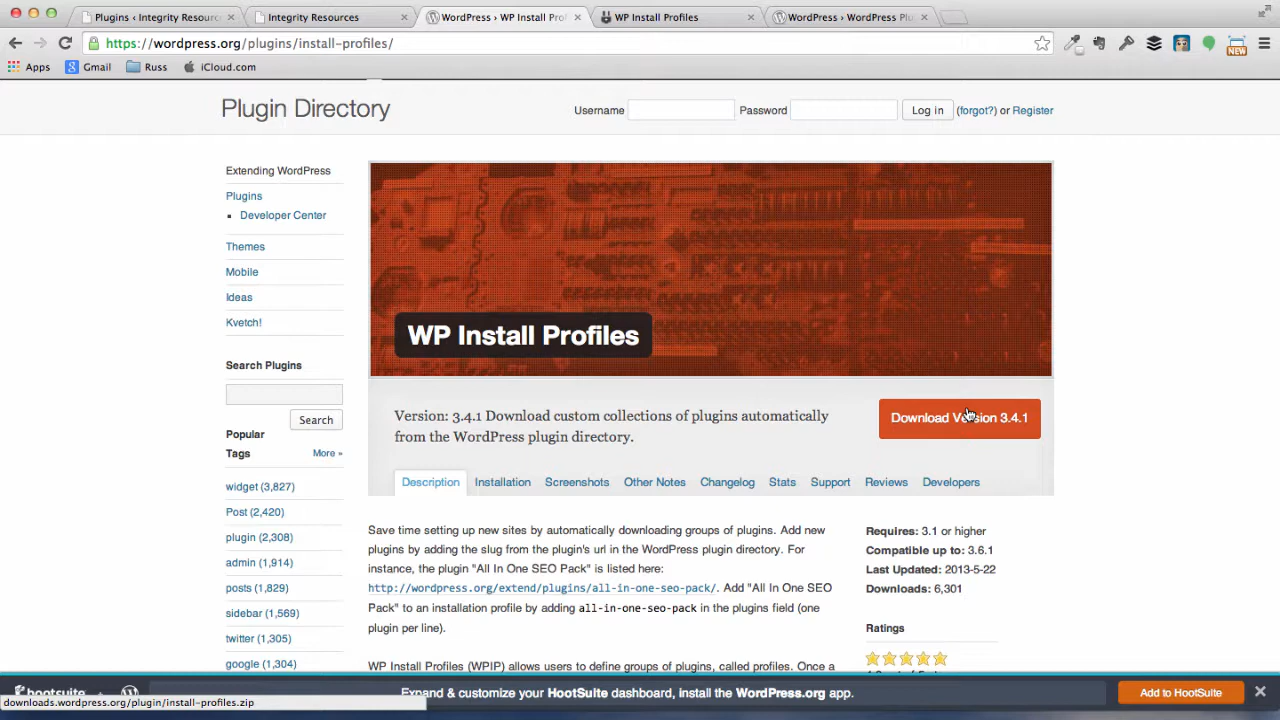 Plugins ‹ Integrity Resourc
Integrity Resources
WordPress › WP Install Prof
WP Install Profiles
WordPress › WordPress Plu
https://wordpress.org/plugins/install-profiles/
Apps
Gmail
Russ
iCloud.com
NEW
Plugin Directory
Username
Password
Log in
(forgot?) or Register
Extending WordPress
Plugins
Developer Center
Themes
Mobile
Ideas
Kvetch!
Search Plugins
Search
Popular
Tags
More »
widget (3,827)
Post (2,420)
plugin (2,308)
admin (1,914)
posts (1,829)
sidebar (1,569)
twitter (1,305)
google (1,304)
WP Install Profiles
Version: 3.4.1 Download custom collections of plugins automatically
from the WordPress plugin directory.
Download Version 3.4.1
Description
Installation
Screenshots
Other Notes
Changelog
Stats
Support
Reviews
Developers
Save time setting up new sites by automatically downloading groups of plugins. Add new
plugins by adding the slug from the plugin's url in the WordPress plugin directory. For
instance, the plugin "All In One SEO Pack" is listed here:
http://wordpress.org/extend/plugins/all-in-one-seo-pack/. Add "All In One SEO
Pack" to an installation profile by adding all-in-one-seo-pack in the plugins field (one
plugin per line).
WP Install Profiles (WPIP) allows users to define groups of plugins, called profiles. Once a
Requires: 3.1 or higher
Compatible up to: 3.6.1
Last Updated: 2013-5-22
Downloads: 6,301
Ratings
hootsuite
Expand & customize your HootSuite dashboard, install the WordPress.org app.
Add to HootSuite
downloads.wordpress.org/plugin/install-profiles.zip